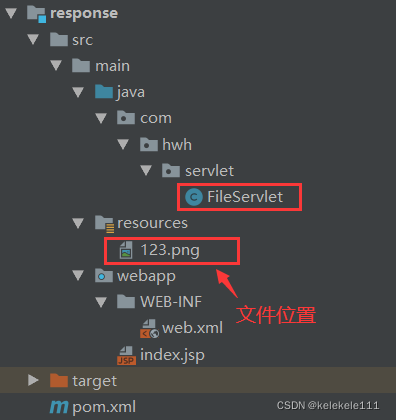 response
src
main
java
com
hwh
servlet
FileServlet
resources
123.png
文件位置
webapp
WEB-INF
web.xml
index.jsp
target
pom.xml
CSDN @kelekele111